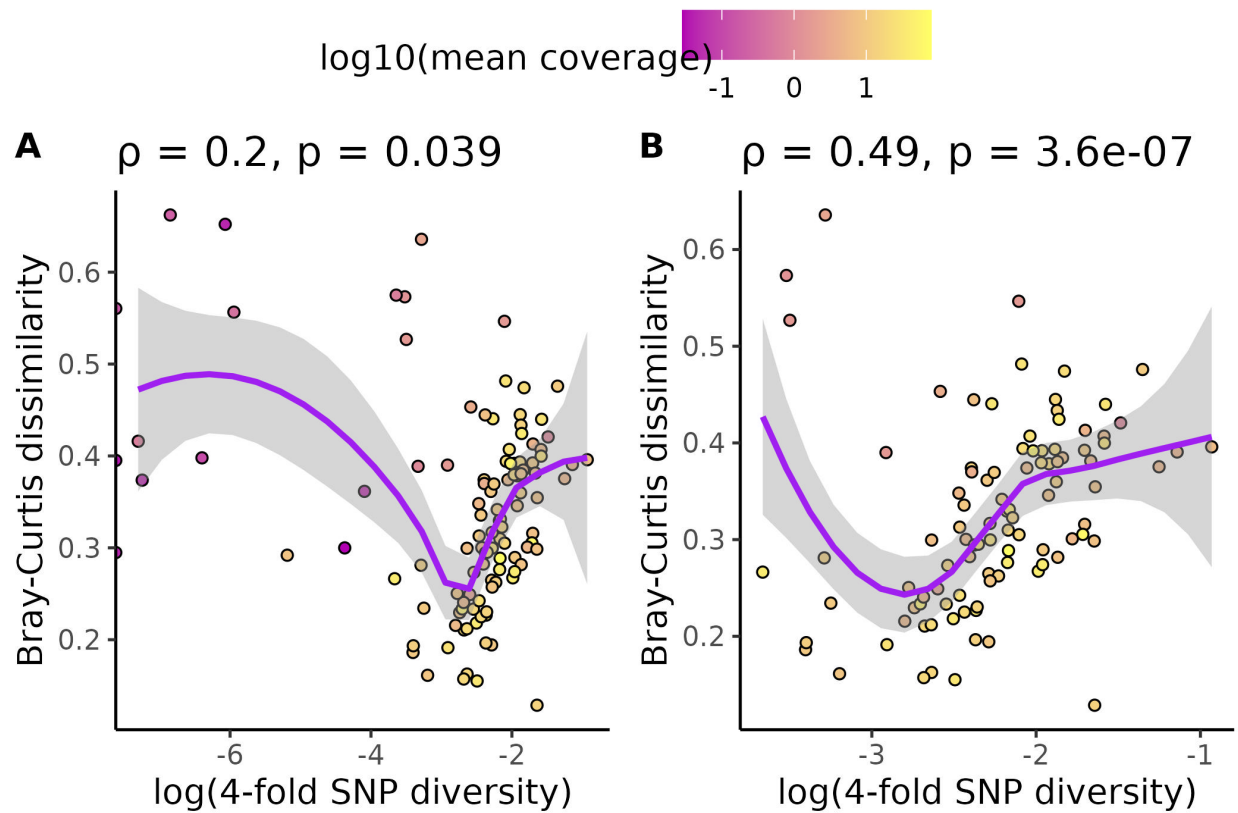 log10(mean coverage)
-1 0 1
A ρ = 0.2, p = 0.039
B ρ = 0.49, p = 3.6e-07
Bray-Curtis dissimilarity
0.6
0.5
0.4
0.3
0.2
-6 -4 -2
log(4-fold SNP diversity)
Bray-Curtis dissimilarity
0.6
0.5
0.4
0.3
0.2
-3 -2 -1
log(4-fold SNP diversity)